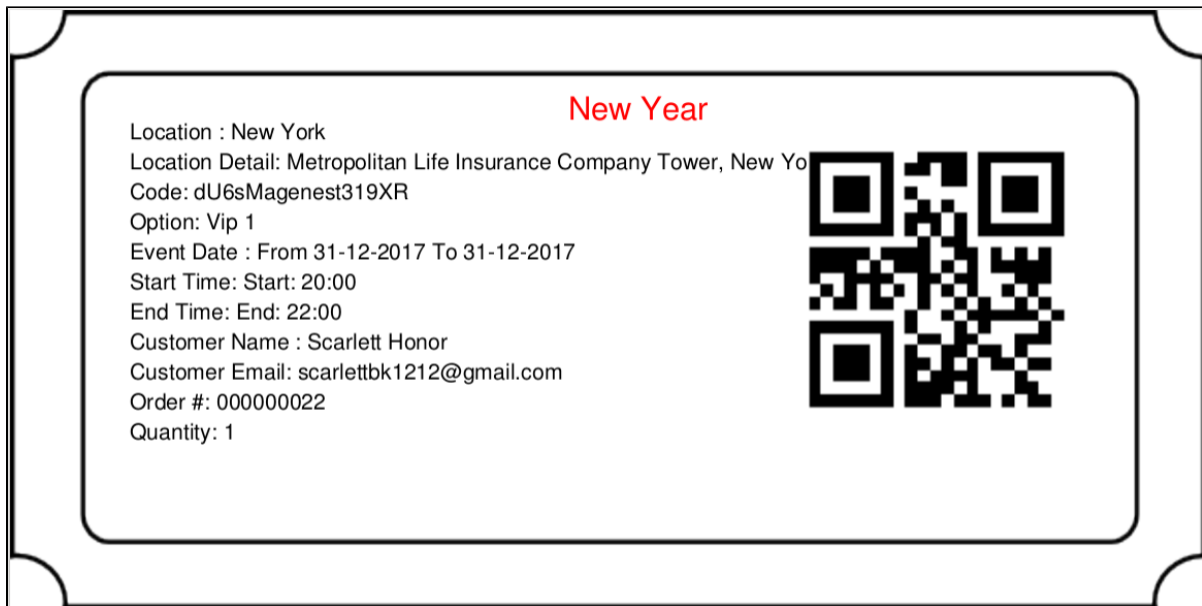 New Year
Location : New York
Location Detail: Metropolitan Life Insurance Company Tower, New Yo
Code: dU6sMagenest319XR
Option: Vip 1
Event Date : From 31-12-2017 To 31-12-2017
Start Time: Start: 20:00
End Time: End: 22:00
Customer Name : Scarlett Honor
Customer Email: scarlettbk1212@gmail.com
Order #: 000000022
Quantity: 1